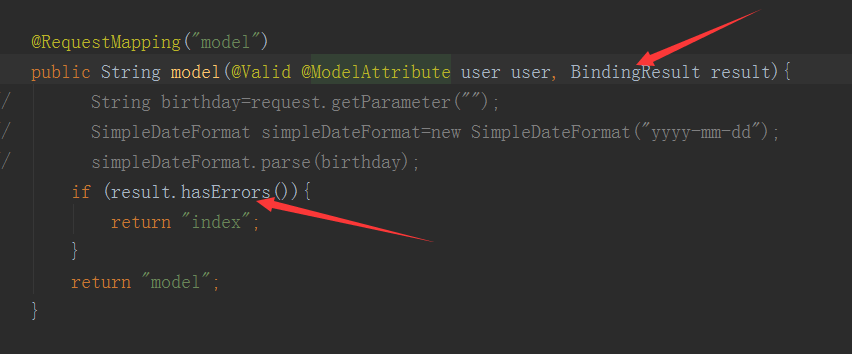 @RequestMapping("model")
public String model(@Valid @ModelAttribute user user, BindingResult result){
/ String birthday=request.getParameter("");
/ SimpleDateFormat simpleDateFormat=new SimpleDateFormat("yyyy-mm-dd");
/ simpleDateFormat.parse(birthday);
if (result.hasErrors()){
return "index";
}
return "model";
}